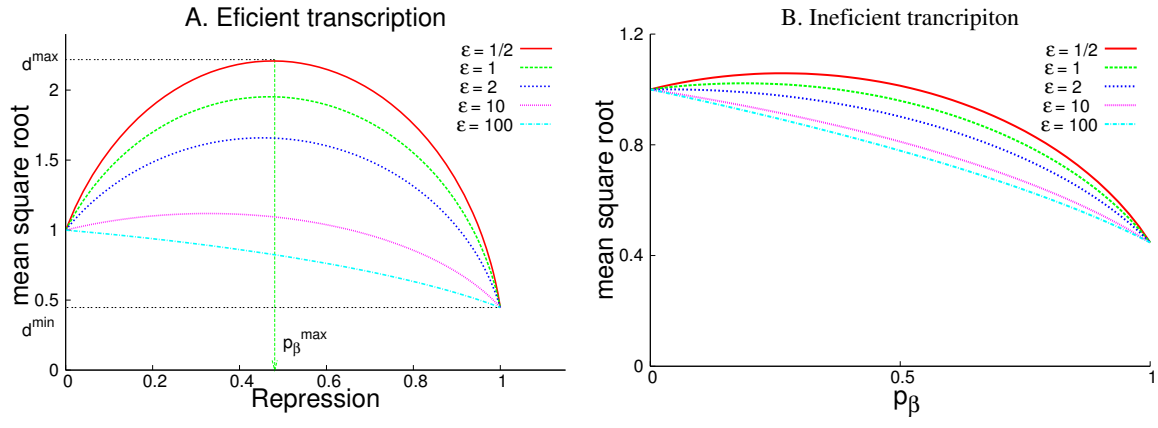 A. Eficient transcription
mean square root
d^max
2
1.5
1
0.5
d^min
0
0
0.2
0.4
0.6
0.8
1
Repression
p_β^max
ε = 1/2
ε = 1
ε = 2
ε = 10
ε = 100
B. Ineficient trancripiton
mean square root
1.2
0.8
0.4
0
0
0.5
1
p_β
ε = 1/2
ε = 1
ε = 2
ε = 10
ε = 100